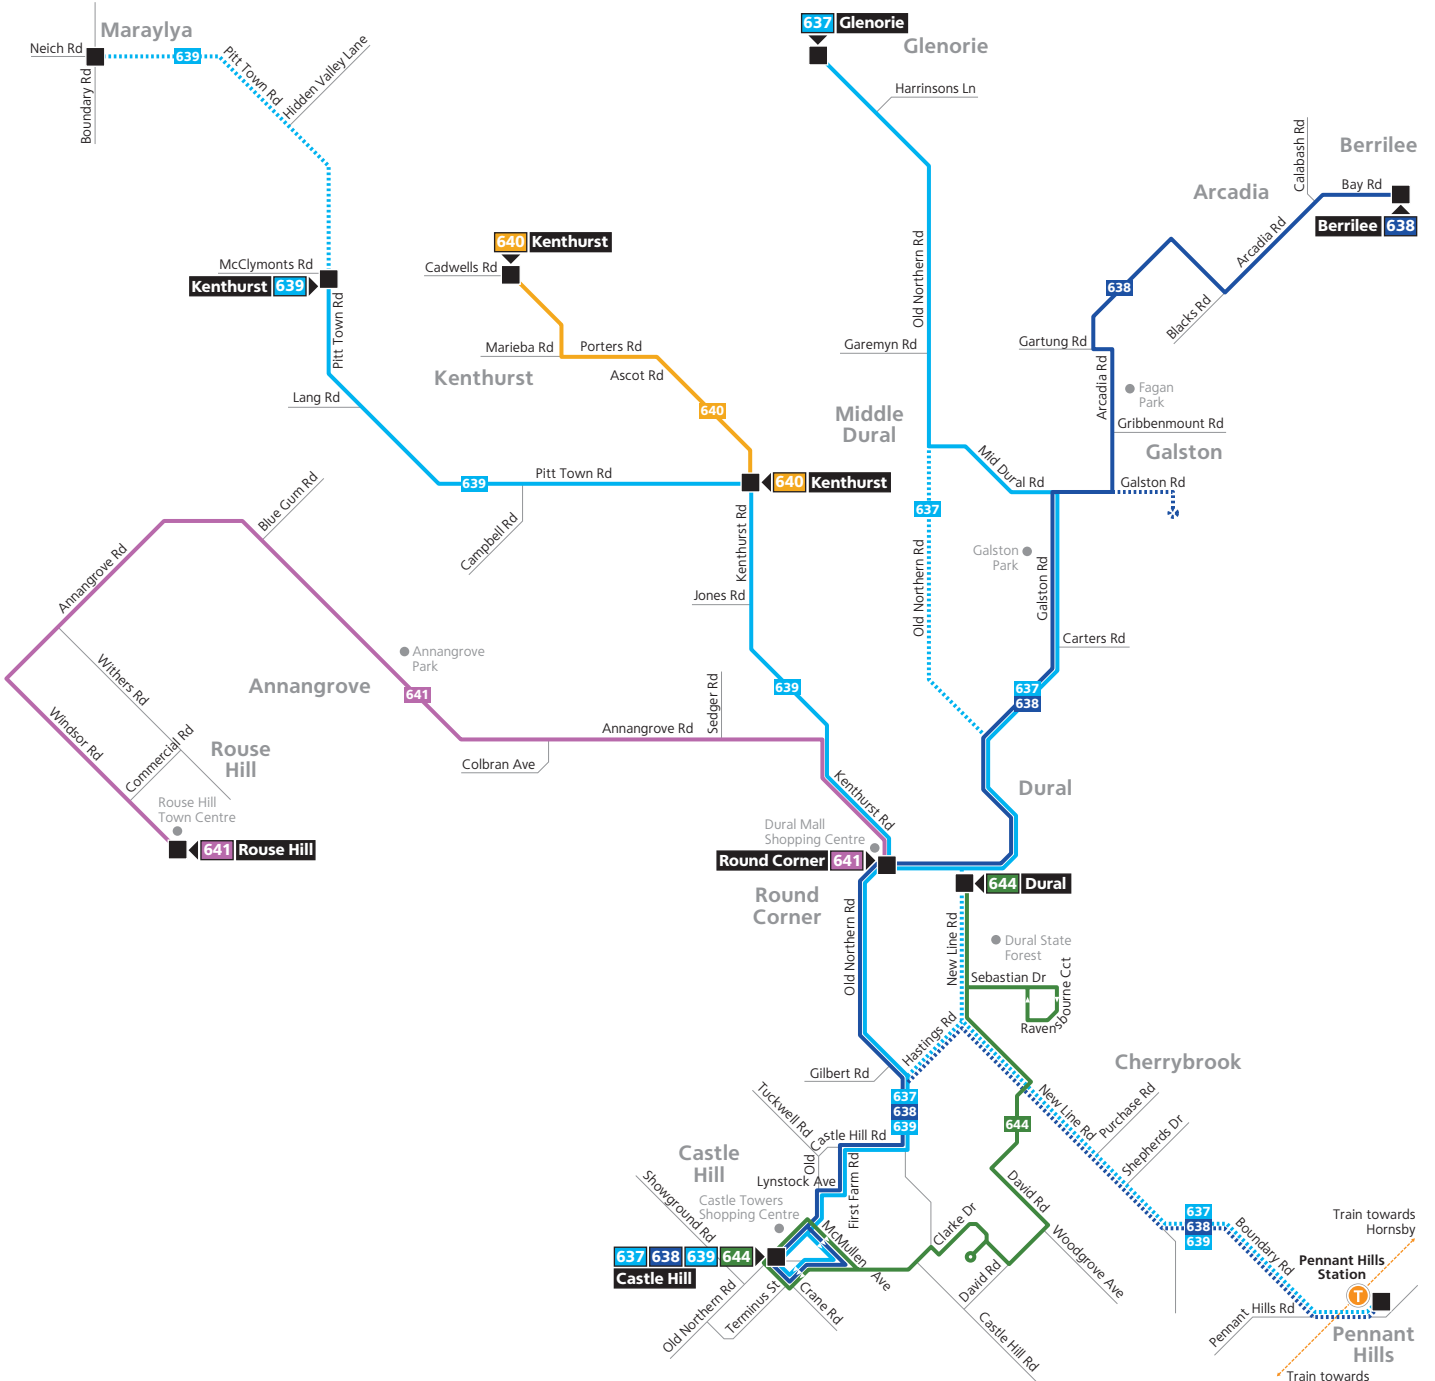 Maraylya
Neich Rd
639
Pitt Town Rd
Hidden Valley Lane
Boundary Rd
637 Glenorie
Glenorie
Harrinsons Ln
Calabash Rd
Berrilee
Arcadia
Bay Rd
Berrilee 638
Arcadia Rd
Blacks Rd
638
Gartung Rd
Arcadia Rd
Fagan
Park
Gribbenmount Rd
Galston
Galston Rd
McClymonts Rd
Kenthurst 639
Pitt Town Rd
Lang Rd
640 Kenthurst
Cadwells Rd
Marieba Rd
Porters Rd
Ascot Rd
Kenthurst
640
Old Northern Rd
Garemyn Rd
Middle
Dural
Mid Dural Rd
639
Pitt Town Rd
640 Kenthurst
Campbell Rd
Kenthurst Rd
Jones Rd
637
Old Northern Rd
Galston
Park
Galston Rd
Carters Rd
637
638
Blue Gum Rd
Annangrove Rd
Withers Rd
Windsor Rd
Commercial Rd
Annangrove
Park
Annangrove
641
639
Sedger Rd
Annangrove Rd
Colbran Ave
Rouse
Hill
Rouse Hill
Town Centre
641 Rouse Hill
Kenthurst Rd
Dural
Dural Mall
Shopping Centre
Round Corner 641
Round
Corner
644 Dural
Old Northern Rd
New Line Rd
Dural State
Forest
Sebastian Dr
Ravensbourne Cct
Hastings Rd
Gilbert Rd
637
638
639
Cherrybrook
New Line Rd
Purchase Rd
Shepherds Dr
644
Tuckwell Rd
Old Castle Hill Rd
Castle
Hill
Lynstock Ave
First Farm Rd
Showground Rd
Castle Towers
Shopping Centre
McMullen Ave
Clarke Dr
David Rd
Woodgrove Ave
David Rd
637 638 639 644
Castle Hill
Old Northern Rd
Terminus St
Crane Rd
Castle Hill Rd
637
638
639
Boundary Rd
Train towards
Hornsby
Pennant Hills
Station
T
Pennant Hills Rd
Pennant
Hills
Train towards